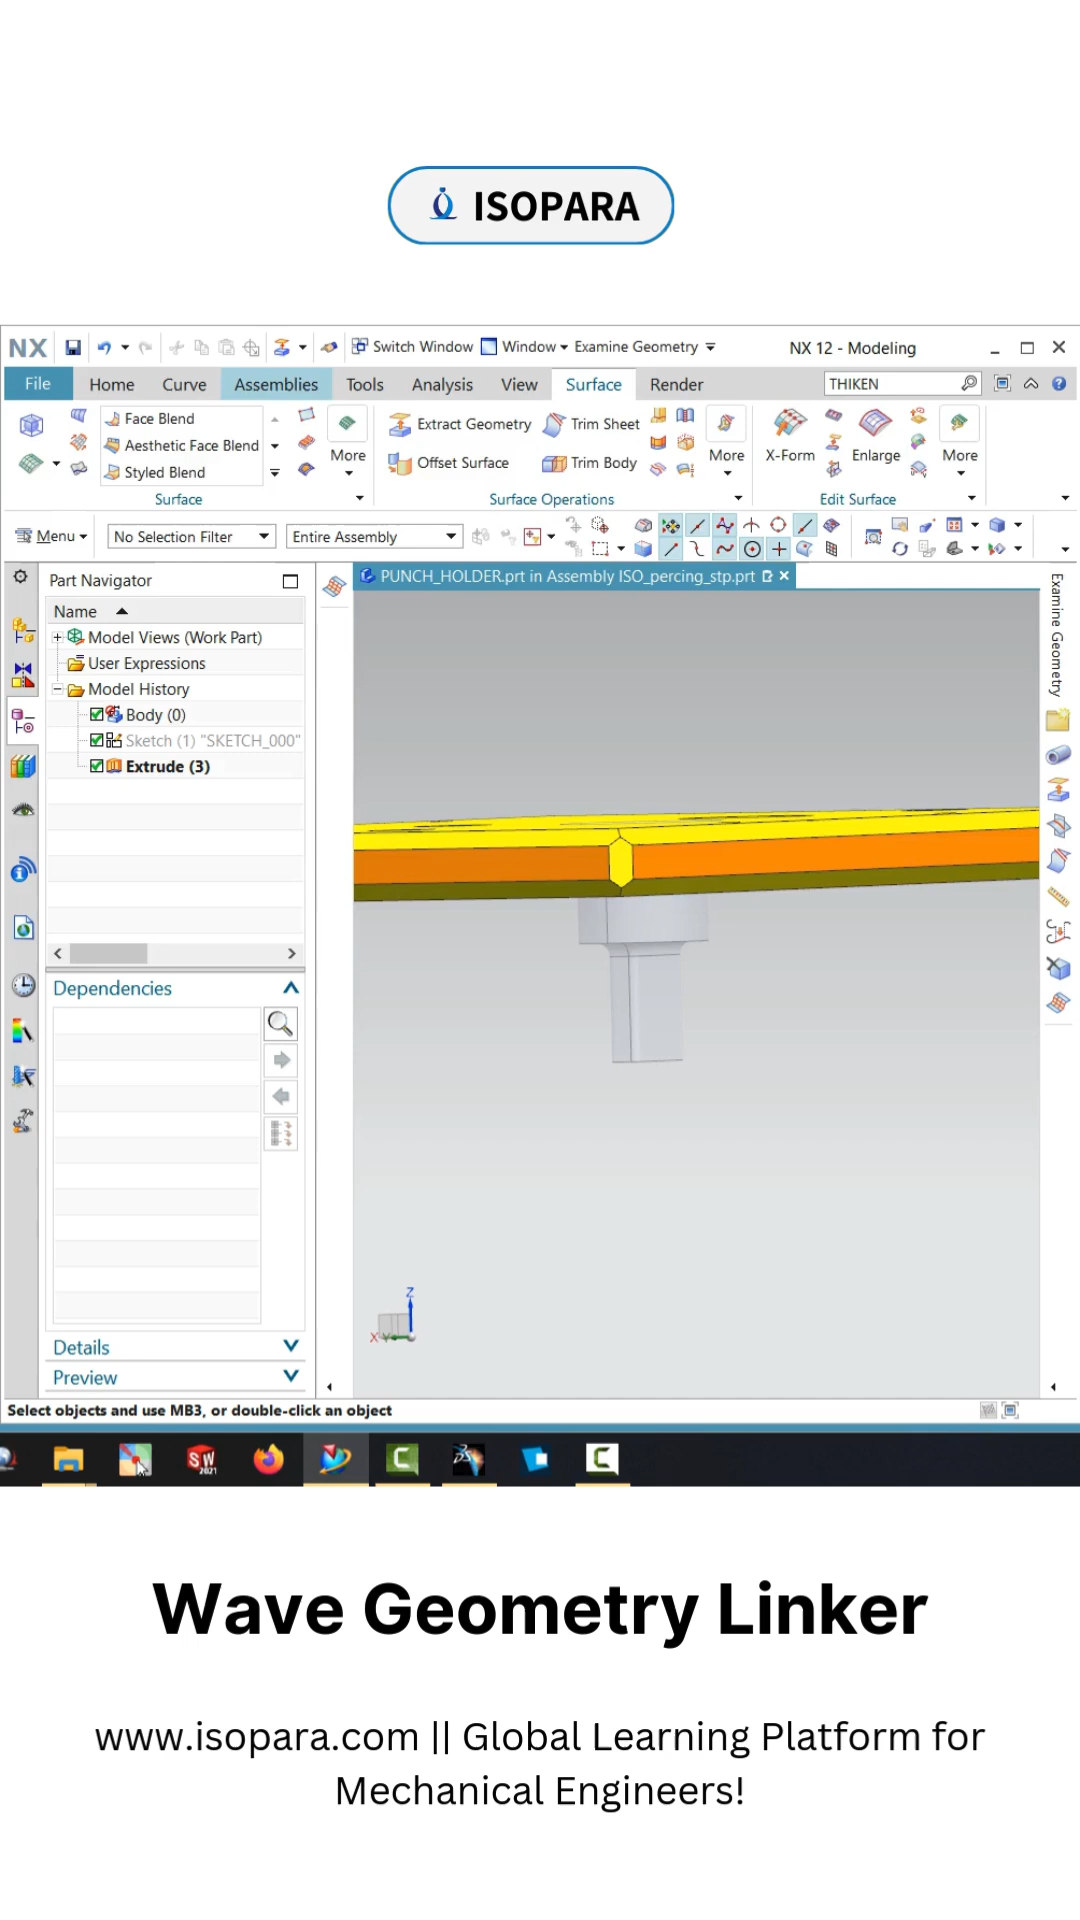 ISOPARA
NX Switch Window Window Examine Geometry NX 12 - Modeling
File Home Curve Assemblies Tools Analysis View Surface Render THIKEN
Face Blend
Aesthetic Face Blend
Styled Blend
More
Surface
Extract Geometry Trim Sheet
Offset Surface Trim Body
More
Surface Operations
X-Form Enlarge More
Edit Surface
Menu No Selection Filter Entire Assembly
Part Navigator
PUNCH_HOLDER.prt in Assembly ISO_percing_stp.prt
Name
Model Views (Work Part)
User Expressions
Model History
Body (0)
Sketch (1) "SKETCH_000"
Extrude (3)
Dependencies
Details
Preview
Examine Geometry
Z
X Y
Select objects and use MB3, or double-click an object
SW
2021
Wave Geometry Linker
www.isopara.com || Global Learning Platform for
Mechanical Engineers!